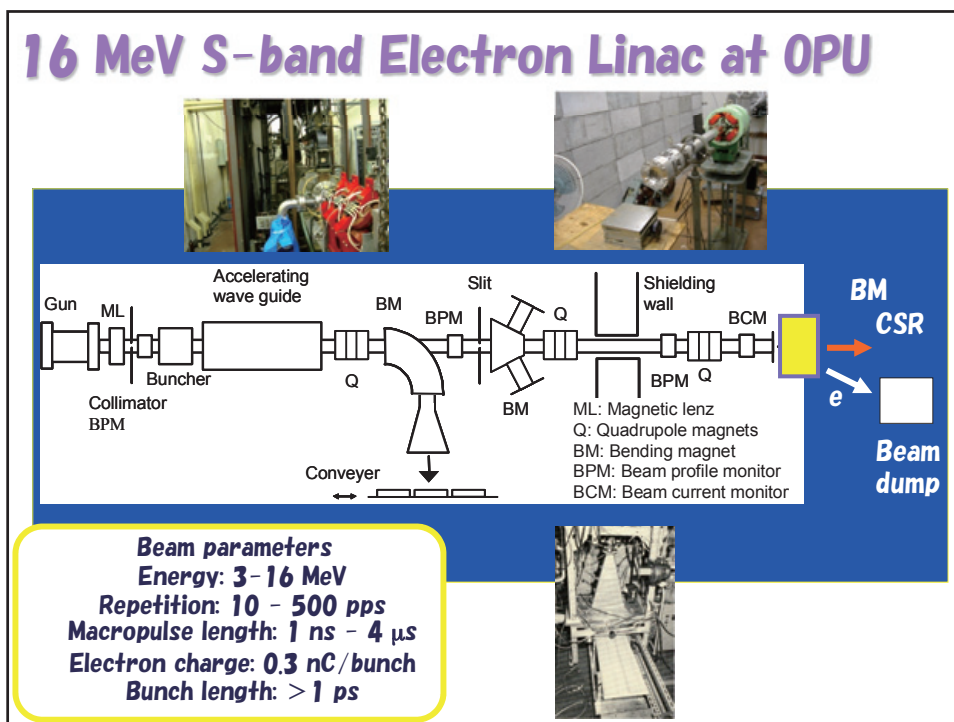 16 MeV S-band Electron Linac at OPU
Gun
ML
Collimator
BPM
Buncher
Accelerating
wave guide
Q
BM
BPM
Slit
BM
Q
Shielding
wall
BPM
Q
BCM
BM
CSR
e
Beam
dump
Conveyer
ML: Magnetic lenz
Q: Quadrupole magnets
BM: Bending magnet
BPM: Beam profile monitor
BCM: Beam current monitor
Beam parameters
Energy: 3-16 MeV
Repetition: 10 - 500 pps
Macropulse length: 1 ns - 4 μs
Electron charge: 0.3 nC/bunch
Bunch length: >1 ps